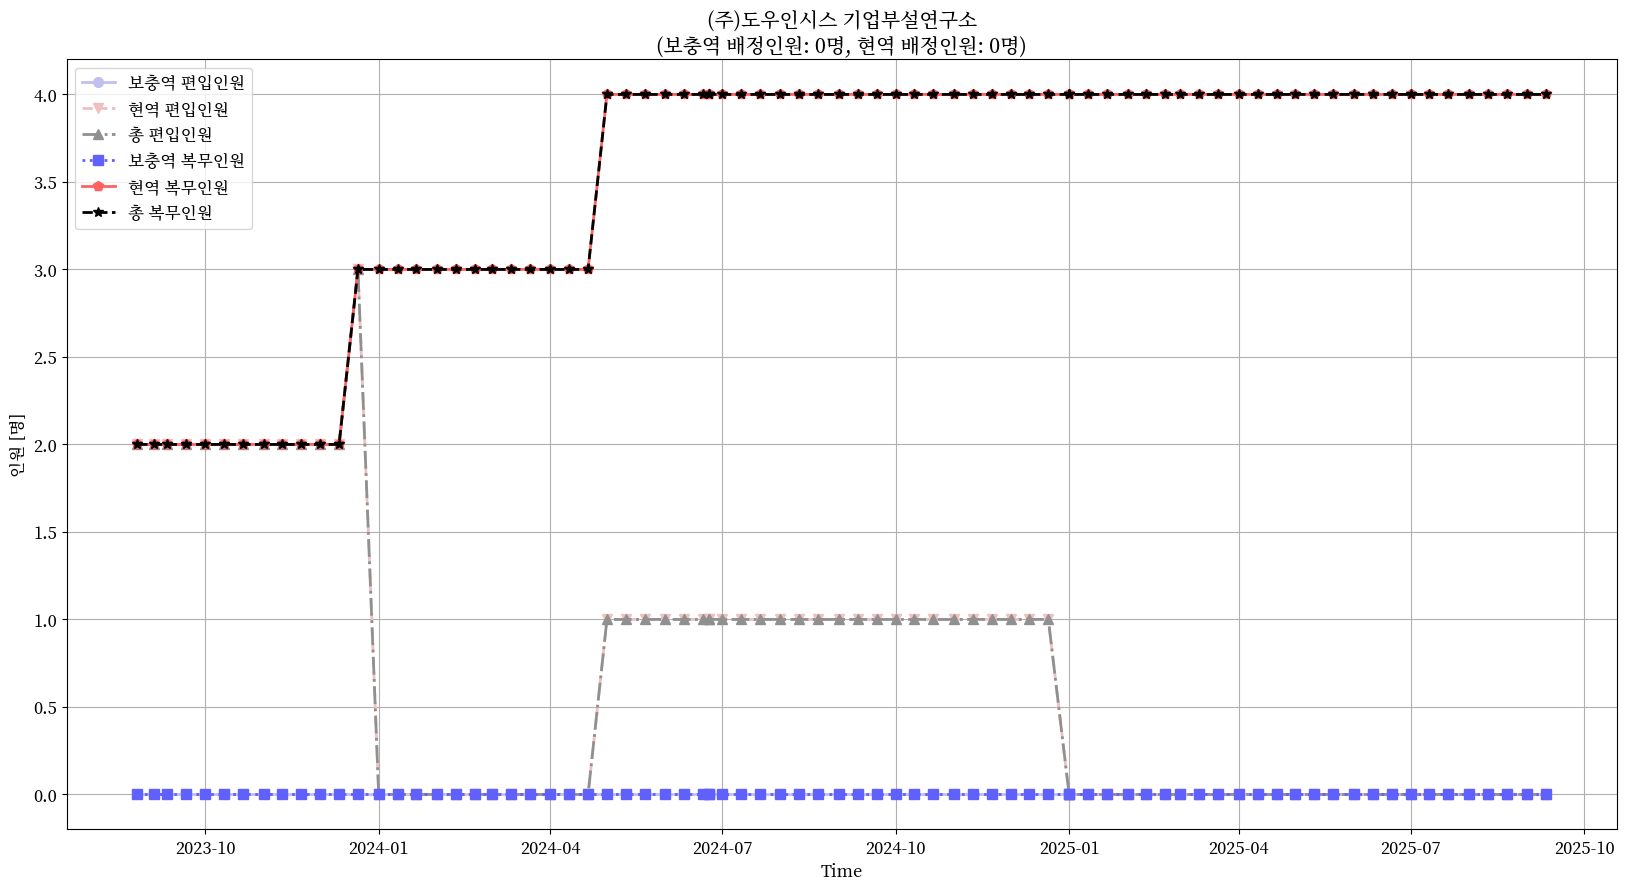 (주)도우인시스 기업부설연구소
(보충역 배정인원: 0명, 현역 배정인원: 0명)
보충역 편입인원
현역 편입인원
총 편입인원
보충역 복무인원
현역 복무인원
총 복무인원
4.0
3.5
3.0
2.5
2.0
1.5
1.0
0.5
0.0
인원 [명]
2023-10
2024-01
2024-04
2024-07
2024-10
2025-01
2025-04
2025-07
2025-10
Time